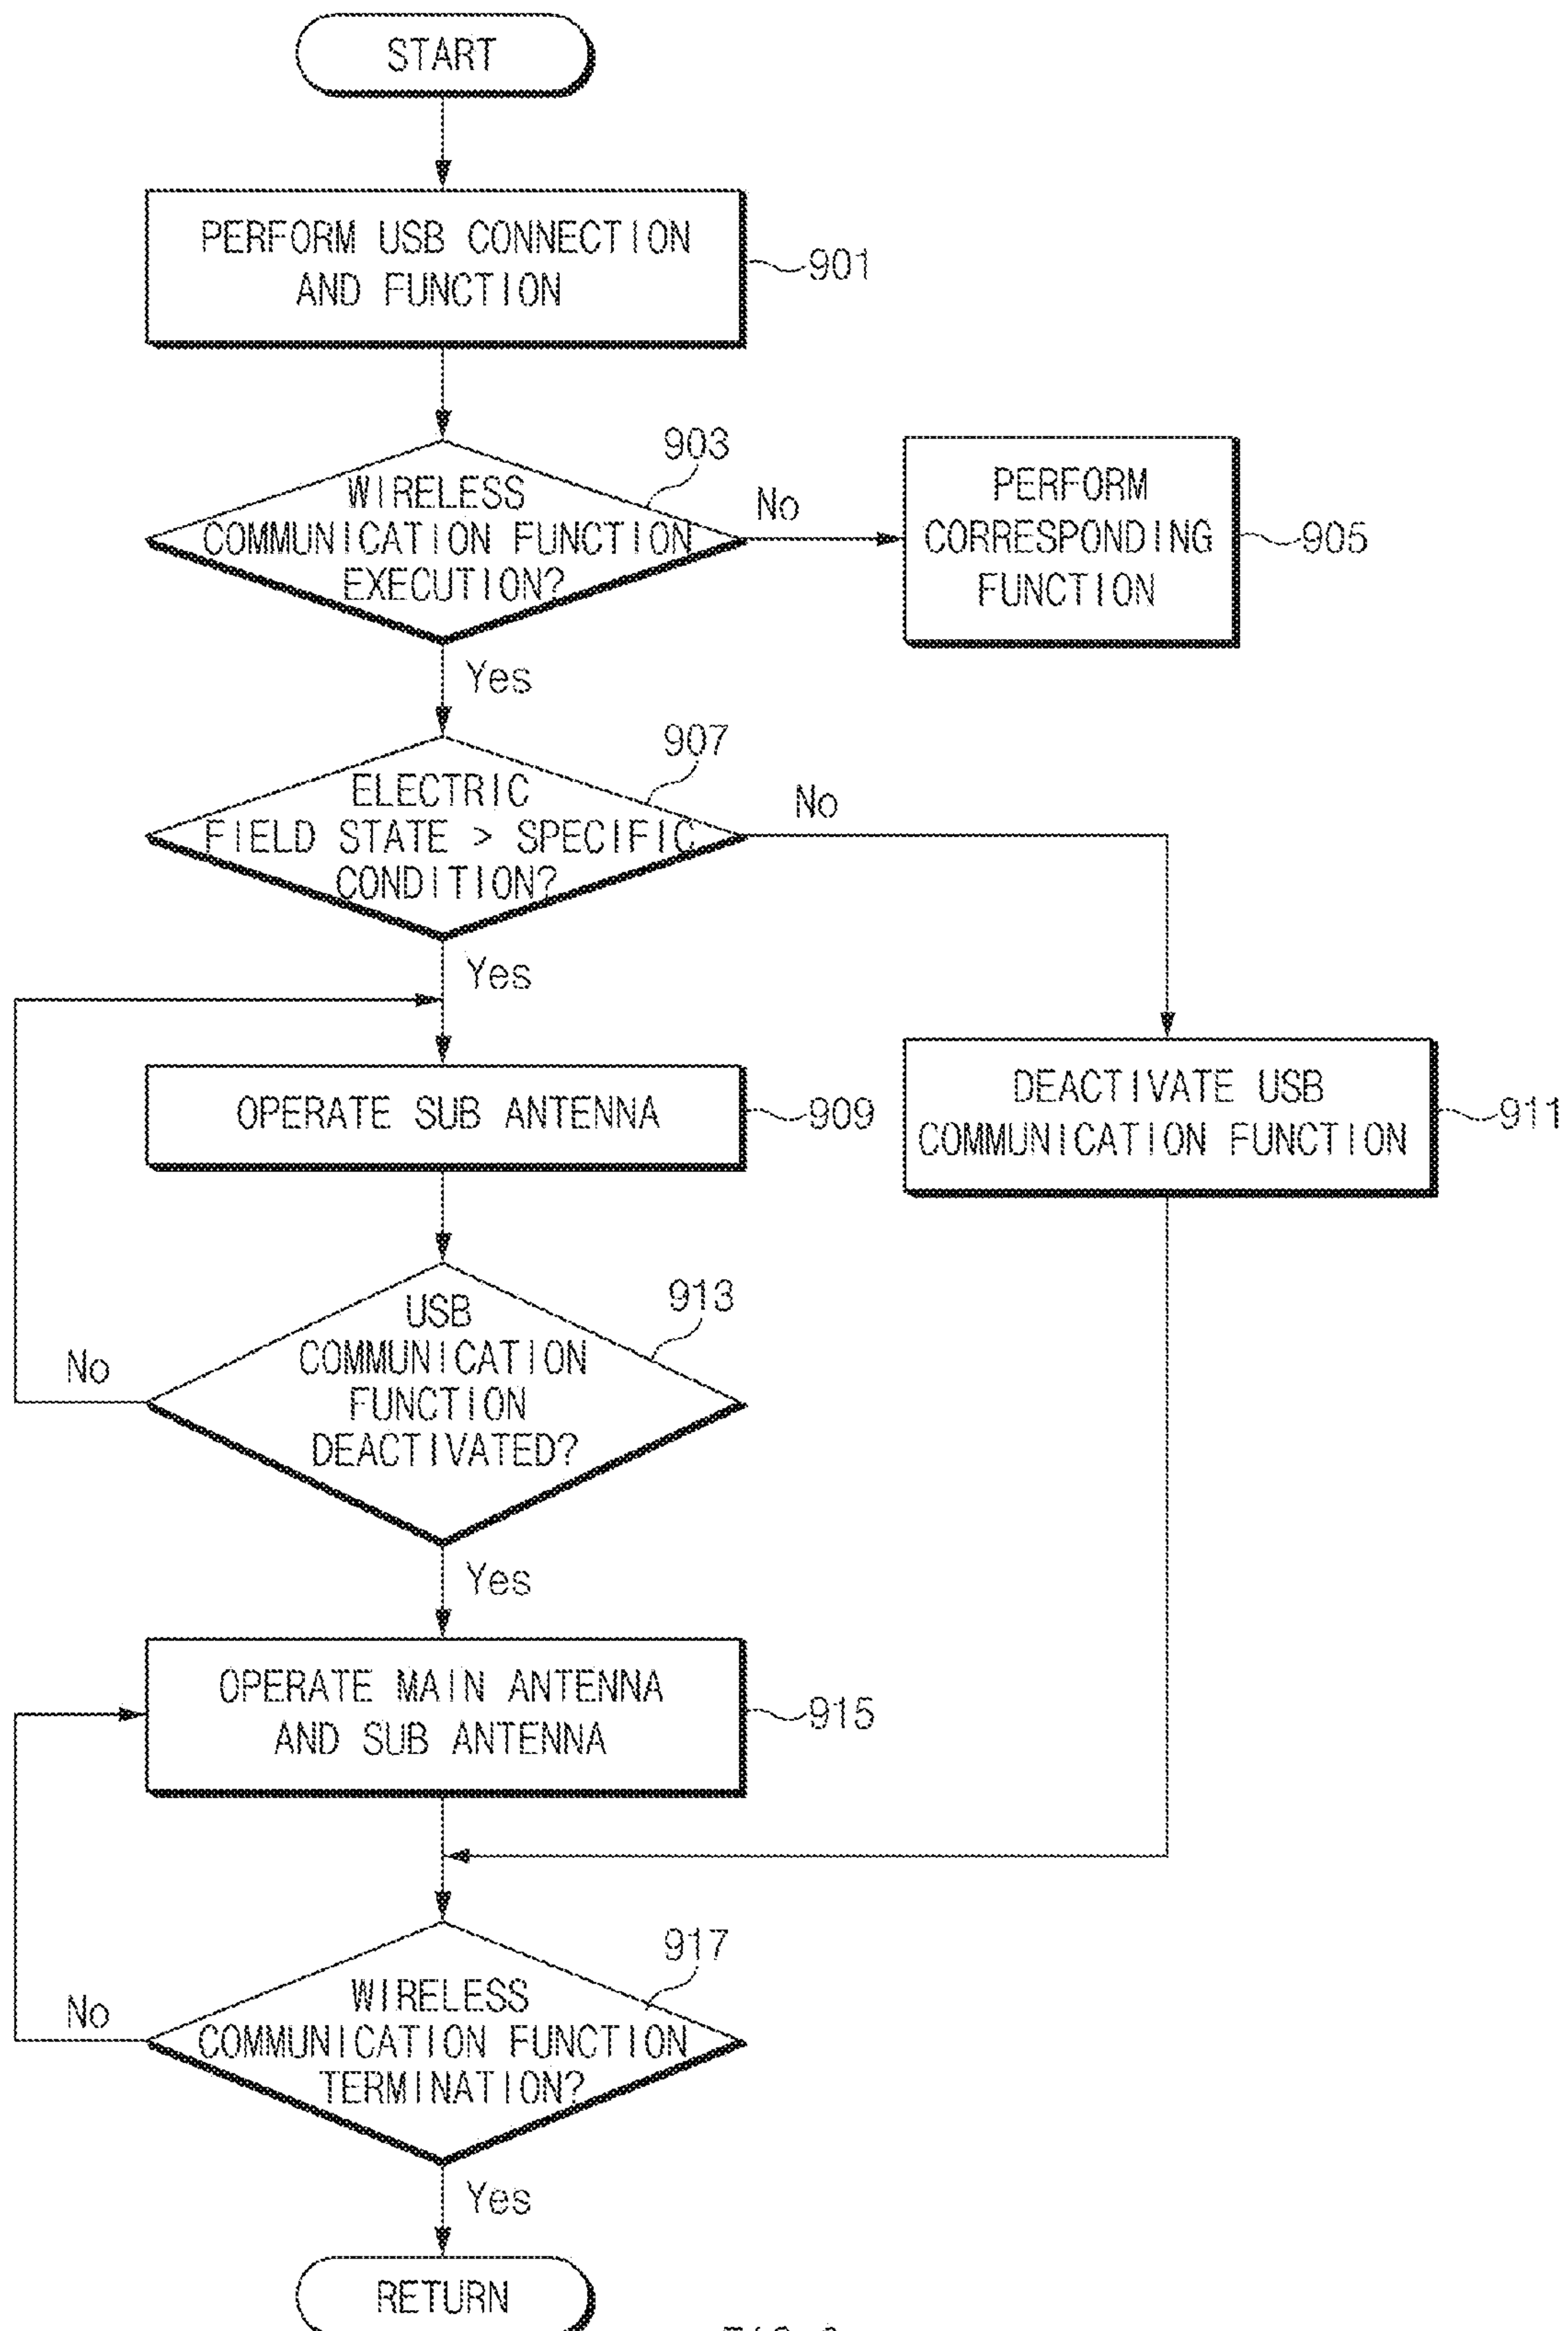 START
PERFORM USB CONNECTION
AND FUNCTION
901
903
WIRELESS
COMMUNICATION FUNCTION
EXECUTION?
No
PERFORM
CORRESPONDING
FUNCTION
905
Yes
907
ELECTRIC
FIELD STATE > SPECIFIC
CONDITION?
No
Yes
OPERATE SUB ANTENNA
909
DEACTIVATE USB
COMMUNICATION FUNCTION
911
913
USB
COMMUNICATION
FUNCTION
DEACTIVATED?
No
Yes
OPERATE MAIN ANTENNA
AND SUB ANTENNA
915
917
WIRELESS
COMMUNICATION FUNCTION
TERMINATION?
No
Yes
RETURN